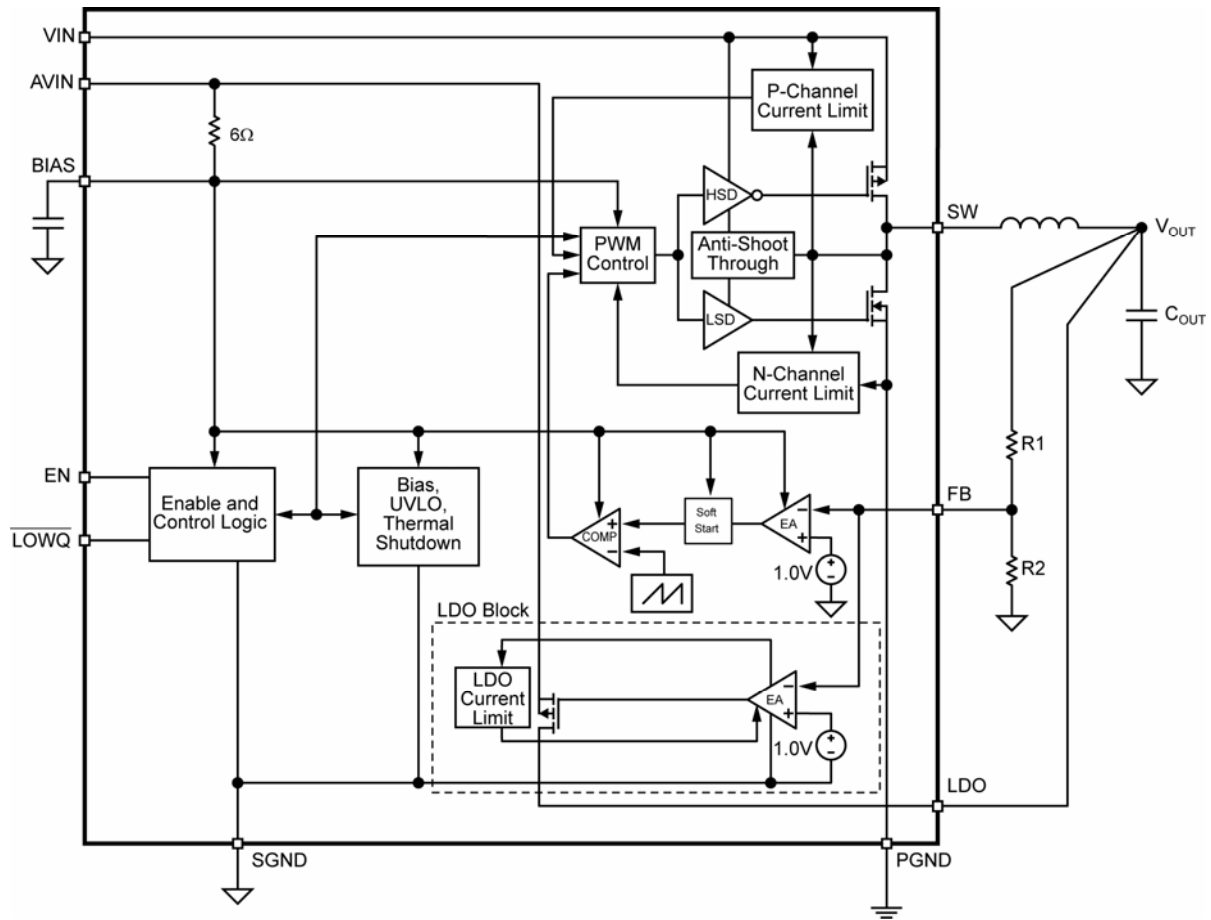 VIN
AVIN
6Ω
BIAS
P-Channel
Current Limit
HSD
SW
VOUT
PWM
Control
Anti-Shoot
Through
LSD
COUT
N-Channel
Current Limit
R1
EN
LOWQ
Enable and
Control Logic
Bias,
UVLO,
Thermal
Shutdown
COMP
+
−
Soft
Start
EA
−
+
FB
1.0V
+
−
R2
LDO Block
LDO
Current
Limit
EA
−
+
1.0V
+
−
LDO
SGND
PGND